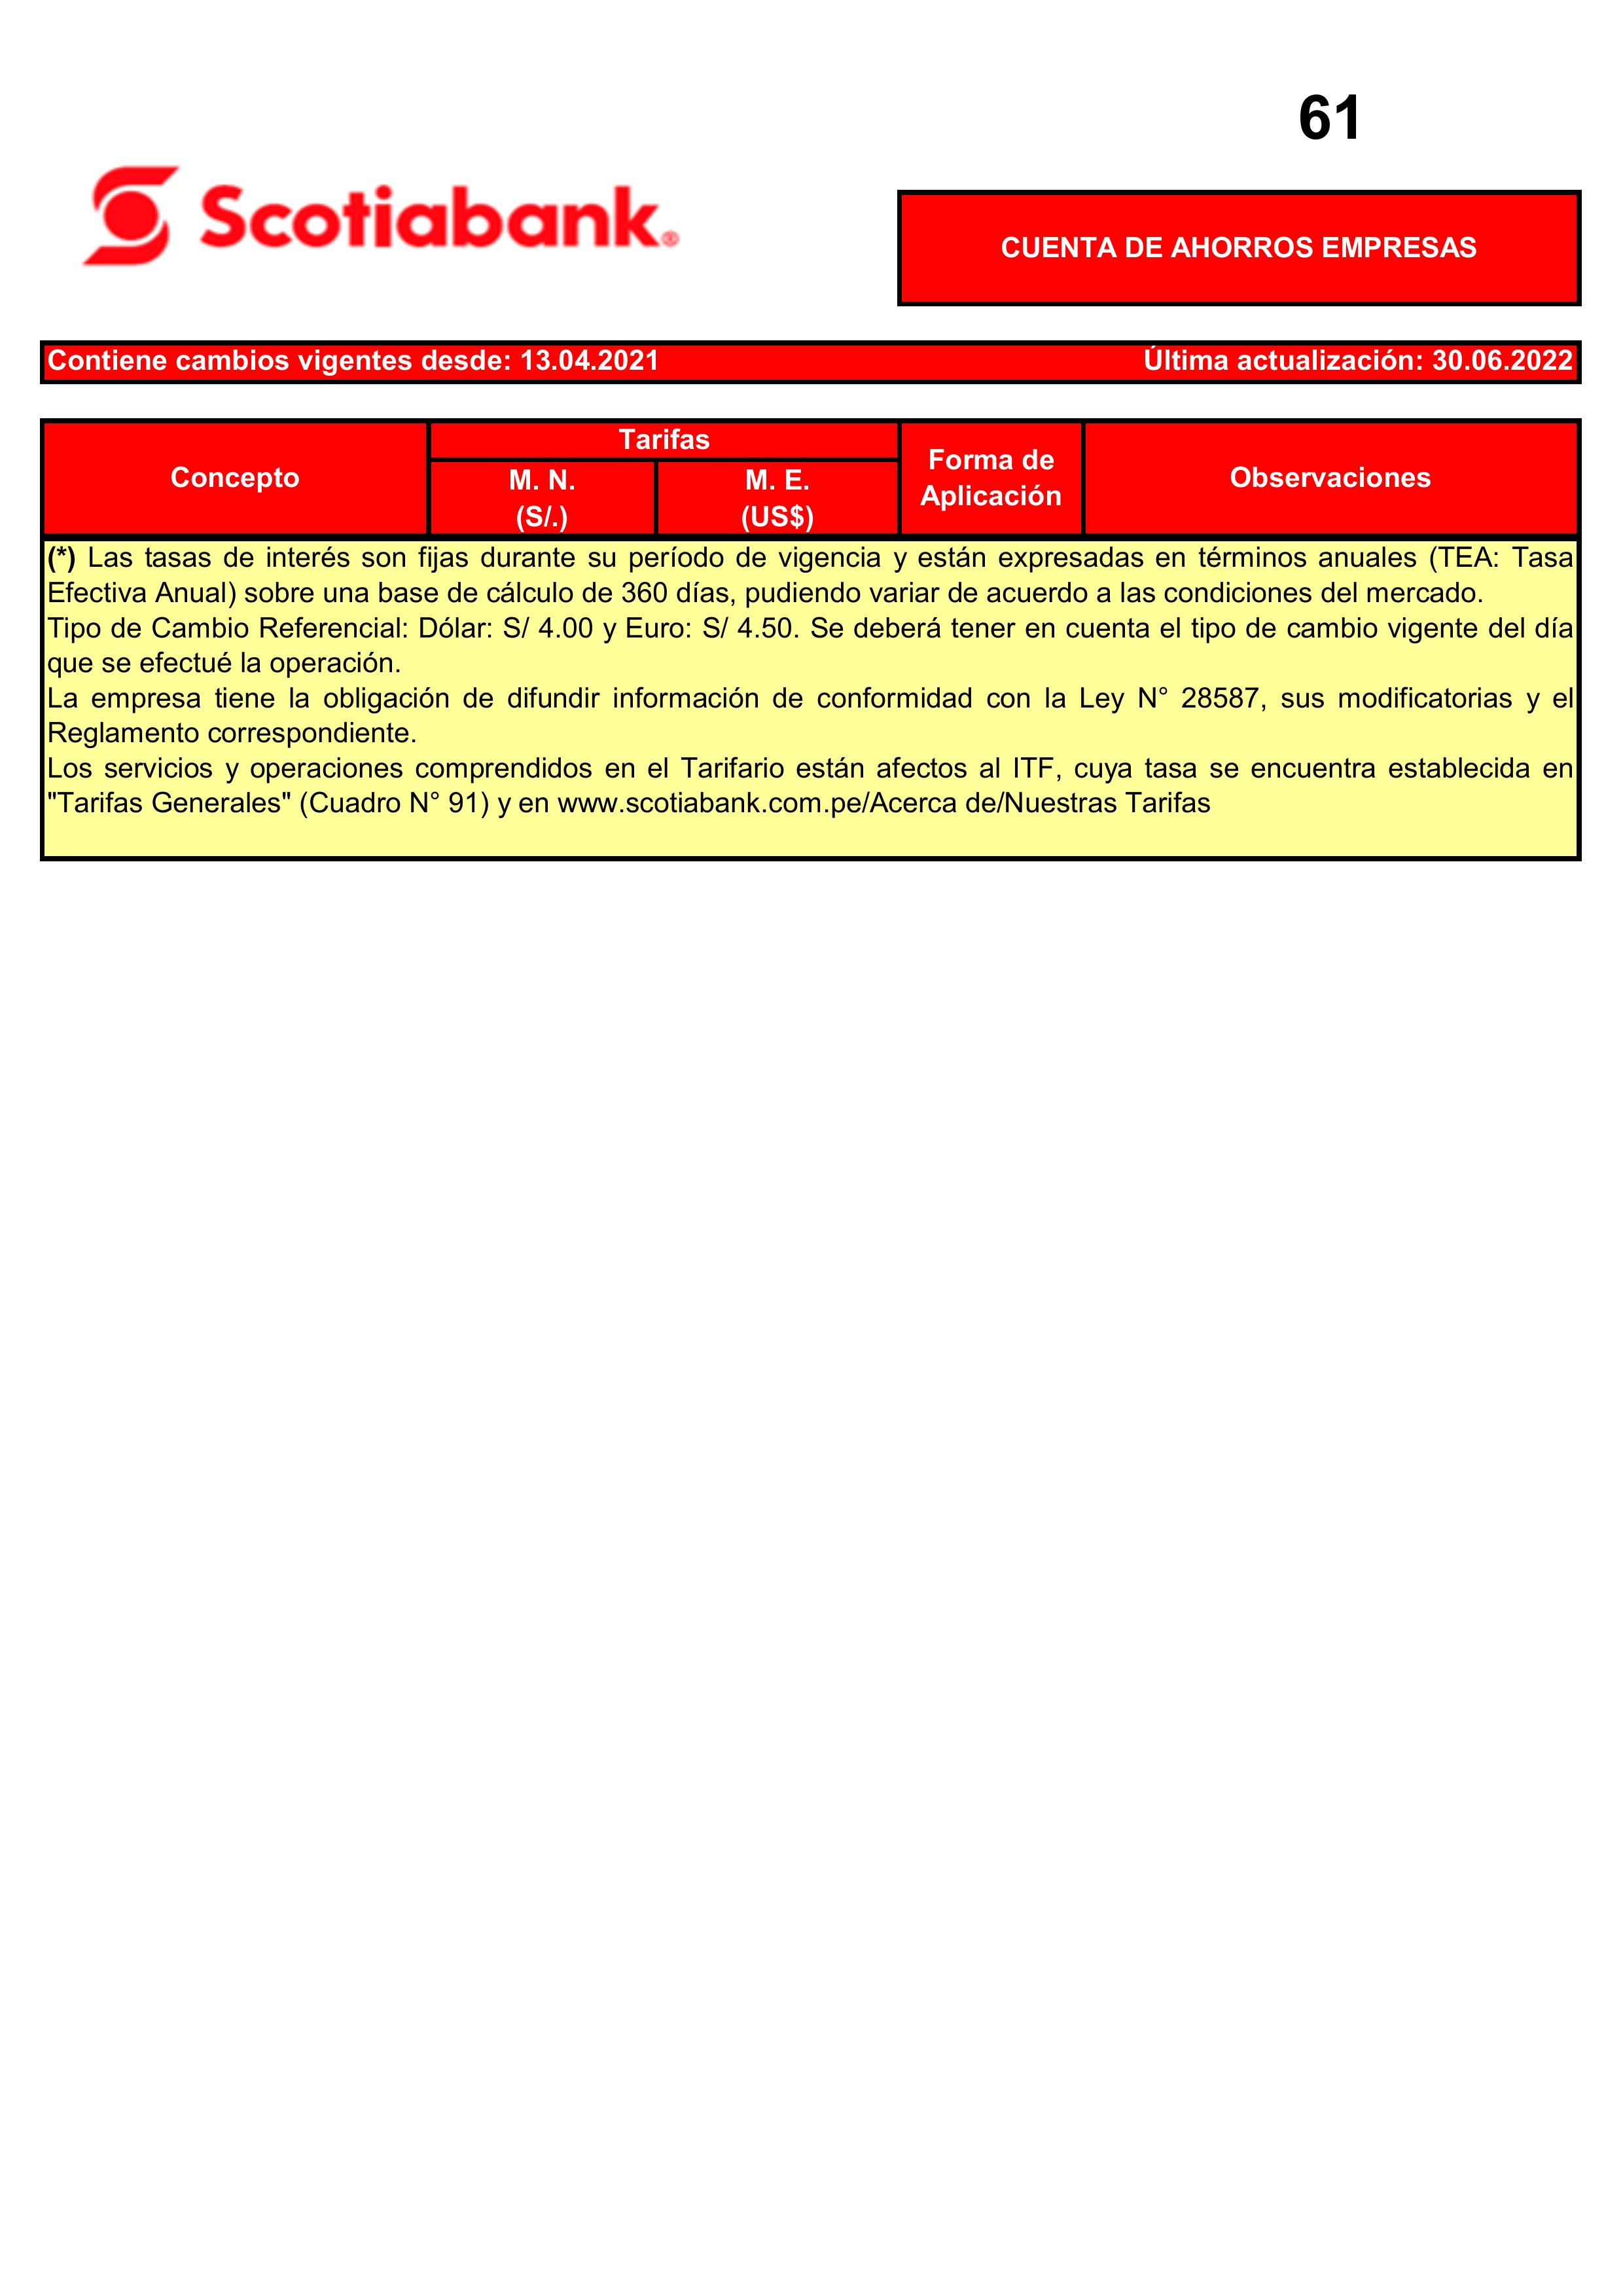 61
Scotiabank®
CUENTA DE AHORROS EMPRESAS
Contiene cambios vigentes desde: 13.04.2021 Última actualización: 30.06.2022
Concepto
Tarifas
M. N.
(S/.)
M. E.
(US$)
Forma de
Aplicación
Observaciones
(*) Las tasas de interés son fijas durante su período de vigencia y están expresadas en términos anuales (TEA: Tasa
Efectiva Anual) sobre una base de cálculo de 360 días, pudiendo variar de acuerdo a las condiciones del mercado.
Tipo de Cambio Referencial: Dólar: S/ 4.00 y Euro: S/ 4.50. Se deberá tener en cuenta el tipo de cambio vigente del día
que se efectué la operación.
La empresa tiene la obligación de difundir información de conformidad con la Ley N° 28587, sus modificatorias y el
Reglamento correspondiente.
Los servicios y operaciones comprendidos en el Tarifario están afectos al ITF, cuya tasa se encuentra establecida en
"Tarifas Generales" (Cuadro N° 91) y en www.scotiabank.com.pe/Acerca de/Nuestras Tarifas